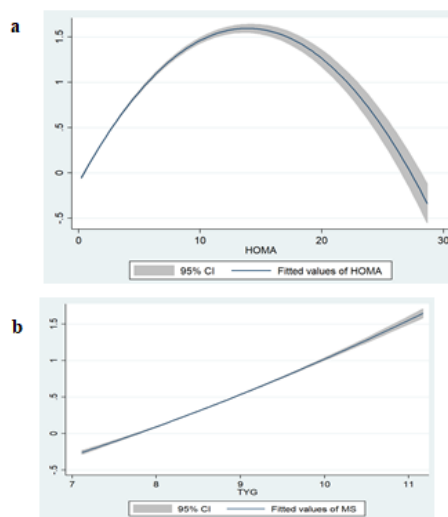 a
1.5
1
.5
0
-.5
0 10 20 30
HOMA
95% CI Fitted values of HOMA
b
1.5
1
.5
0
-.5
7 8 9 10 11
TYG
95% CI Fitted values of MS